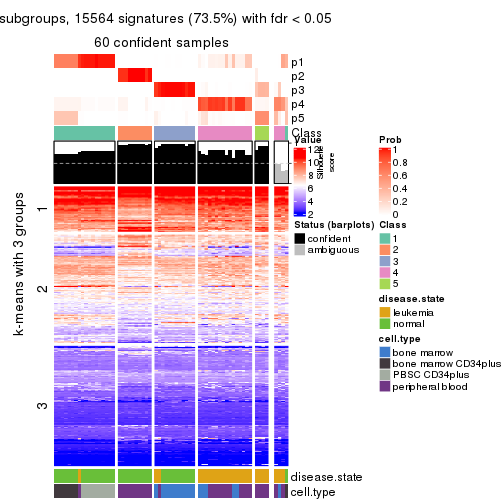 subgroups, 15564 signatures (73.5%) with fdr < 0.05
60 confident samples
p1
p2
p3
p4
p5
Class
k-means with 3 groups
1
2
3
Value
12
10
8
6
4
2
Silhouette
score
Status (barplots)
confident
ambiguous
Prob
1
0.8
0.6
0.4
0.2
0
Class
1
2
3
4
5
disease.state
leukemia
normal
cell.type
bone marrow
bone marrow CD34plus
PBSC CD34plus
peripheral blood
disease.state
cell.type